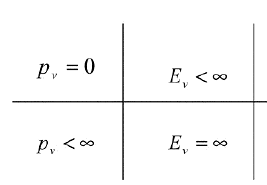 p_ν = 0 E_ν < ∞
p_ν < ∞ E_ν = ∞